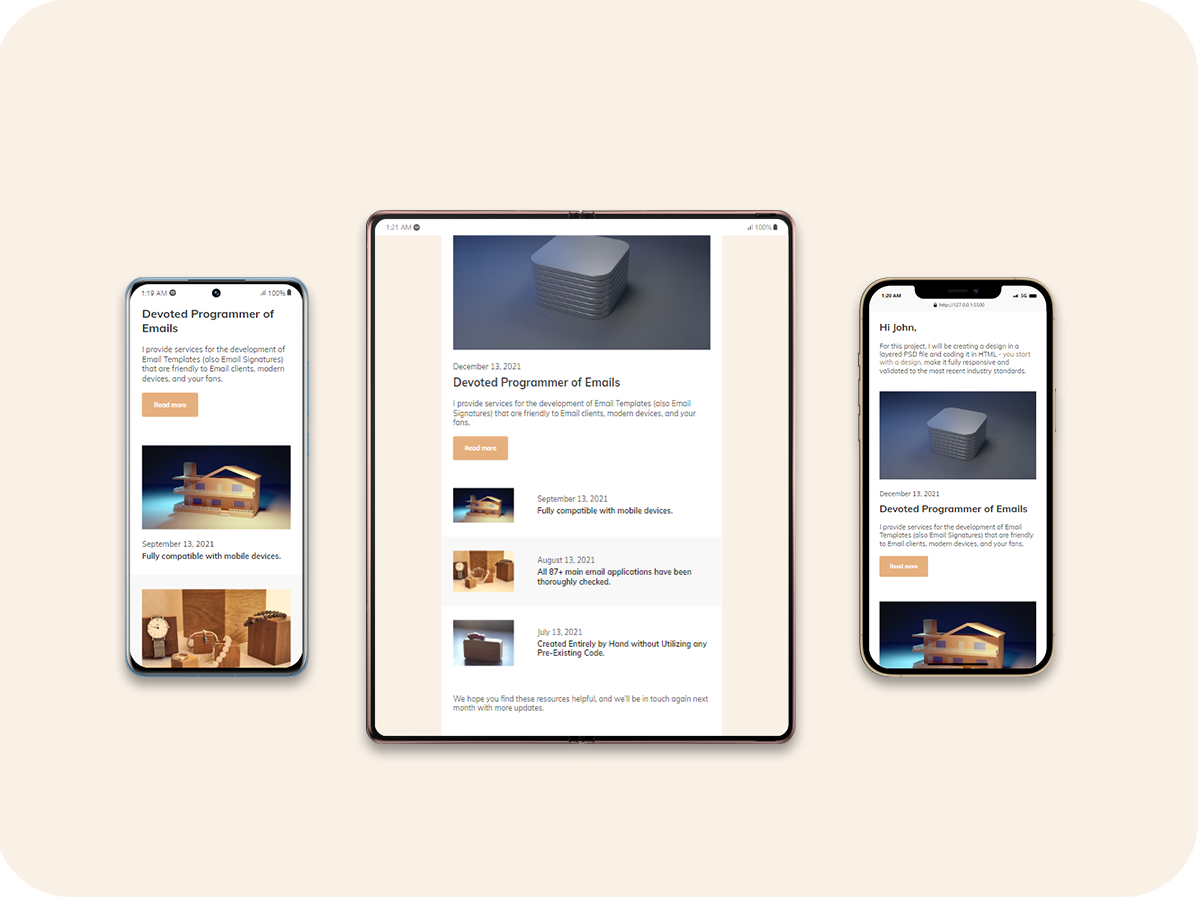 1:19 AM
100%
Devoted Programmer of
Emails
I provide services for the development of
Email Templates (also Email Signatures)
that are friendly to Email clients, modern
devices, and your fans.
Read more
September 13, 2021
Fully compatible with mobile devices.
1:21 AM
100%
December 13, 2021
Devoted Programmer of Emails
I provide services for the development of Email Templates (also Email
Signatures) that are friendly to Email clients, modern devices, and your
fans.
Read more
September 13, 2021
Fully compatible with mobile devices.
August 13, 2021
All 87+ main email applications have been
thoroughly checked.
July 13, 2021
Created Entirely by Hand without Utilizing any
Pre-Existing Code.
We hope you find these resources helpful, and we'll be in touch again next
month with more updates.
1:20 AM
5G
http://127.0.0.1:5500
Hi John,
For this project, I will be creating a design in a
layered PSD file and coding it in HTML - you start
with a design, make it fully responsive and
validated to the most recent industry standards.
December 13, 2021
Devoted Programmer of Emails
I provide services for the development of Email
Templates (also Email Signatures) that are friendly
to Email clients, modern devices, and your fans.
Read more